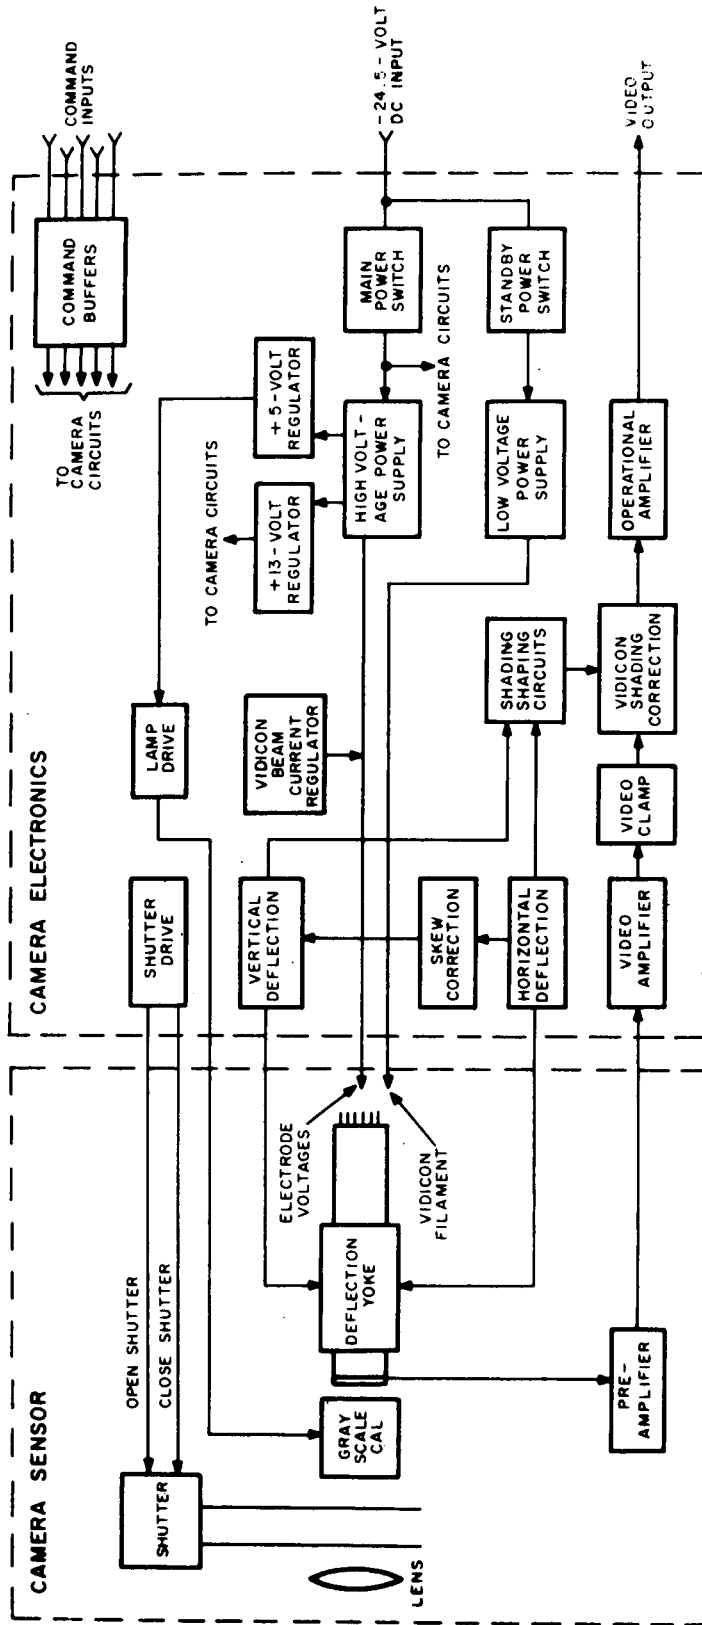 CAMERA SENSOR
SHUTTER
OPEN SHUTTER
CLOSE SHUTTER
LENS
GRAY
SCALE
CAL
DEFLECTION
YOKE
ELECTRODE
VOLTAGES
VIDICON
FILAMENT
PRE-
AMPLIFIER
CAMERA ELECTRONICS
SHUTTER
DRIVE
LAMP
DRIVE
VERTICAL
DEFLECTION
VIDICON
BEAM
CURRENT
REGULATOR
SKEW
CORRECTION
HORIZONTAL
DEFLECTION
VIDEO
AMPLIFIER
VIDEO
CLAMP
VIDICON
SHADING
CORRECTION
SHADING
SHAPING
CIRCUITS
OPERATIONAL
AMPLIFIER
TO
CAMERA
CIRCUITS
COMMAND
BUFFERS
COMMAND
INPUTS
TO CAMERA CIRCUITS
+13-VOLT
REGULATOR
+5-VOLT
REGULATOR
HIGH VOLT-
AGE POWER
SUPPLY
MAIN
POWER
SWITCH
TO CAMERA CIRCUITS
LOW VOLTAGE
POWER
SUPPLY
STANDBY
POWER
SWITCH
-24.5-VOLT
DC INPUT
VIDEO
OUTPUT